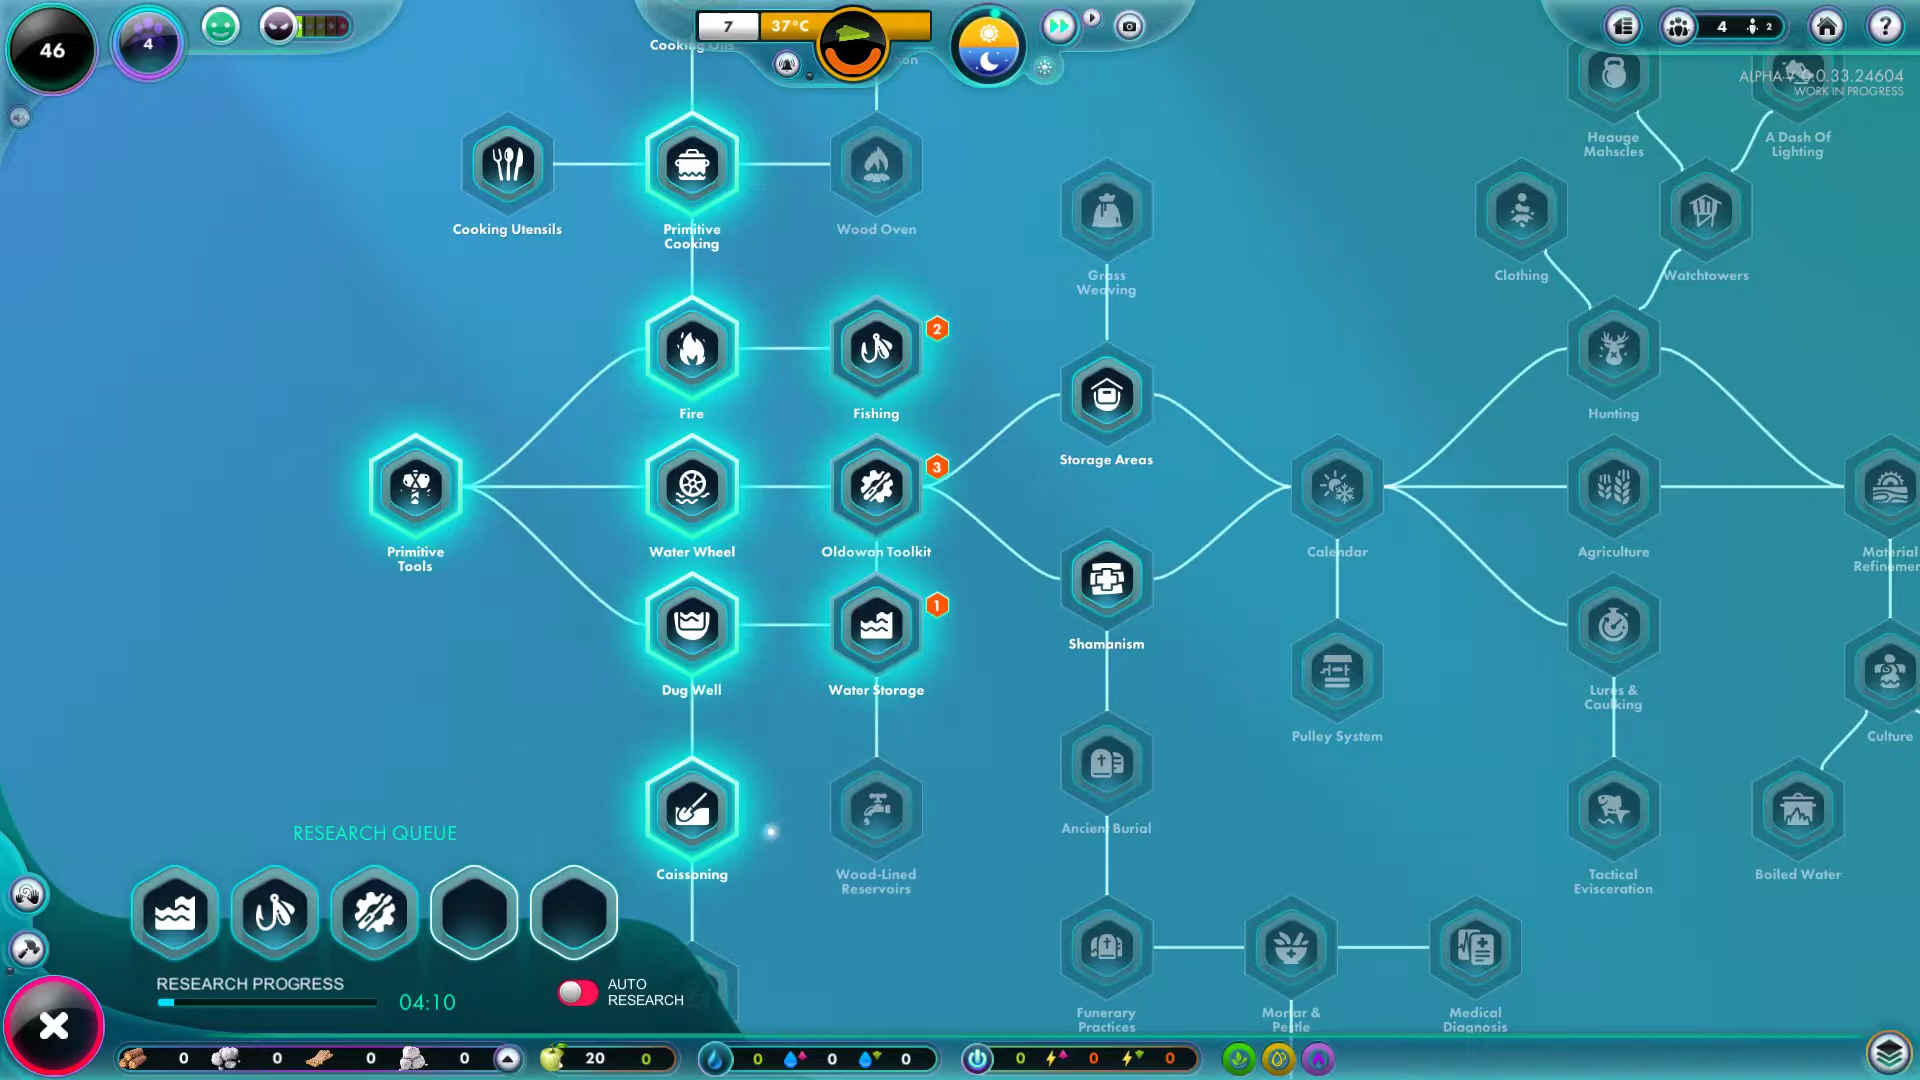 46
4
7
37°C
4
2
ALPHA V_0.0.33.24604
WORK IN PROGRESS
Cooking Oils
Heauge
Mahscles
A Dash Of
Lighting
Cooking Utensils
Primitive
Cooking
Wood Oven
Grass
Weaving
Clothing
Watchtowers
2
Fire
Fishing
Storage Areas
Hunting
3
Primitive
Tools
Water Wheel
Oldowan Toolkit
Calendar
Agriculture
Material
Refinemen
1
Dug Well
Water Storage
Shamanism
Pulley System
Lures &
Caulking
Culture
Caissoning
Wood-Lined
Reservoirs
Ancient Burial
Tactical
Evisceration
Boiled Water
Funerary
Practices
Mortar &
Pestle
Medical
Diagnosis
RESEARCH QUEUE
RESEARCH PROGRESS
04:10
AUTO
RESEARCH
0
0
0
0
20
0
0
0
0
0
0
0